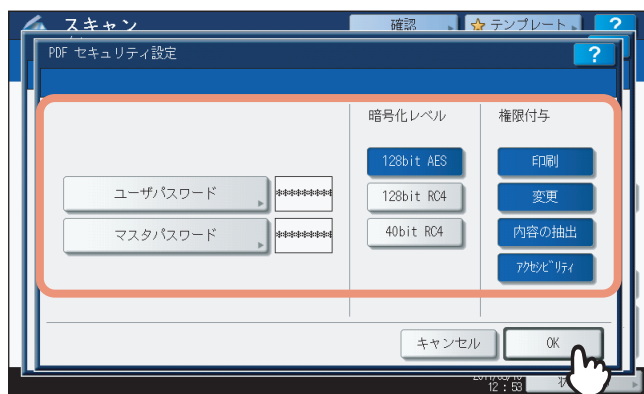 スキャン
確認
テンプレート
?
PDF セキュリティ設定
?
暗号化レベル
権限付与
128bit AES
印刷
ユーザパスワード
**********
128bit RC4
変更
マスタパスワード
**********
40bit RC4
内容の抽出
アクセシビリティ
キャンセル
OK
12:53